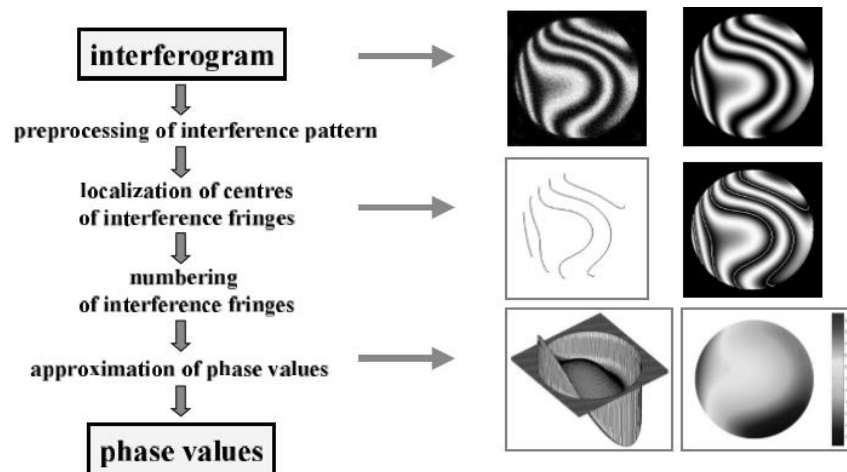 interferogram
preprocessing of interference pattern
localization of centres
of interference fringes
numbering
of interference fringes
approximation of phase values
phase values